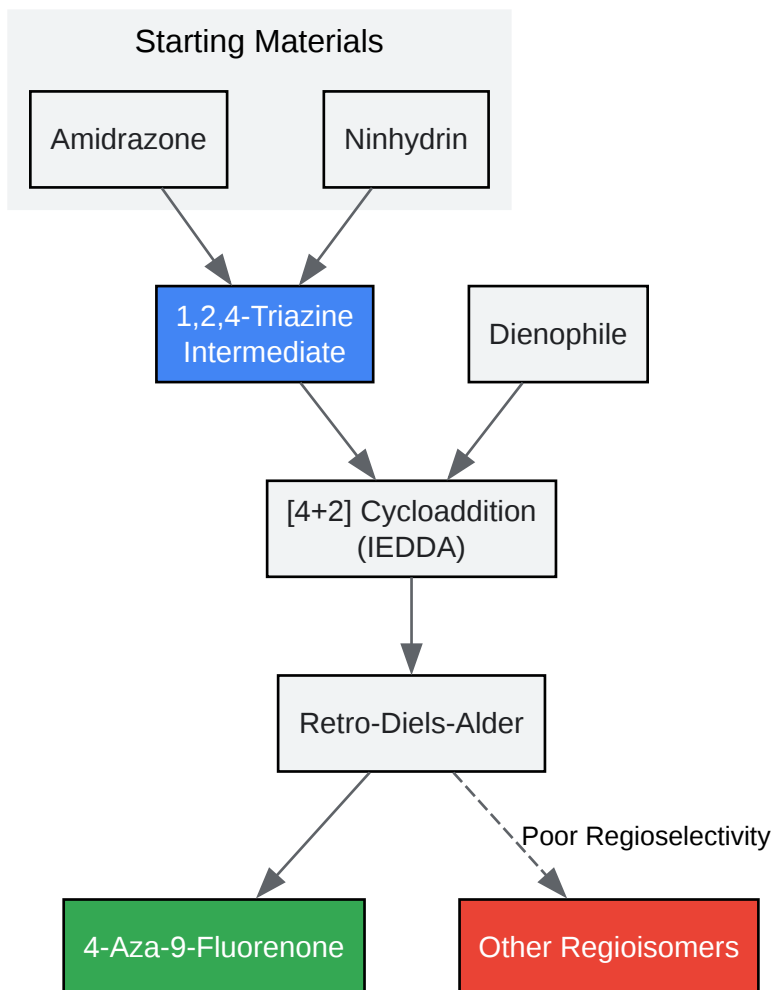 Starting Materials
Amidrazone
Ninhydrin
1,2,4-Triazine
Intermediate
Dienophile
[4+2] Cycloaddition
(IEDDA)
Retro-Diels-Alder
Poor Regioselectivity
4-Aza-9-Fluorenone
Other Regioisomers